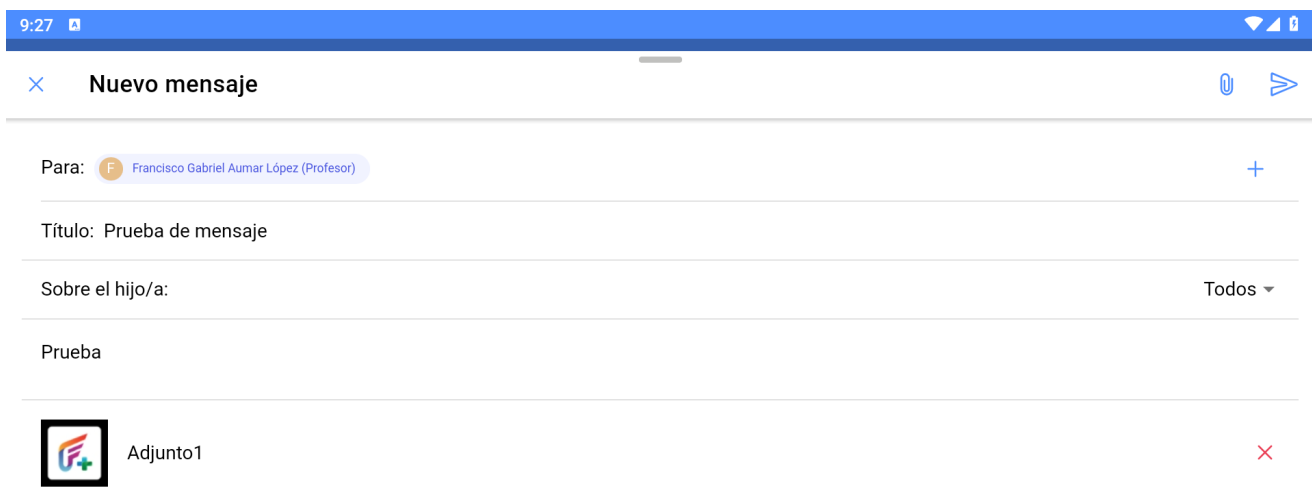 9:27 A
Nuevo mensaje
Para: F Francisco Gabriel Aumar López (Profesor)
Título: Prueba de mensaje
Sobre el hijo/a: Todos
Prueba
Adjunto1